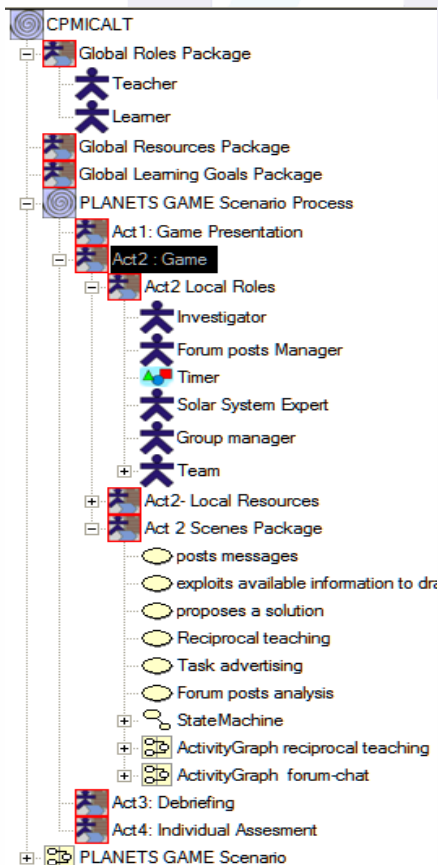 CPMICALT
Global Roles Package
Teacher
Learner
Global Resources Package
Global Learning Goals Package
PLANETS GAME Scenario Process
Act1: Game Presentation
Act2 : Game
Act2 Local Roles
Investigator
Forum posts Manager
Timer
Solar System Expert
Group manager
Team
Act2- Local Resources
Act 2 Scenes Package
posts messages
exploits available information to dra
proposes a solution
Reciprocal teaching
Task advertising
Forum posts analysis
StateMachine
ActivityGraph reciprocal teaching
ActivityGraph forum-chat
Act3: Debriefing
Act4: Individual Assesment
PLANETS GAME Scenario